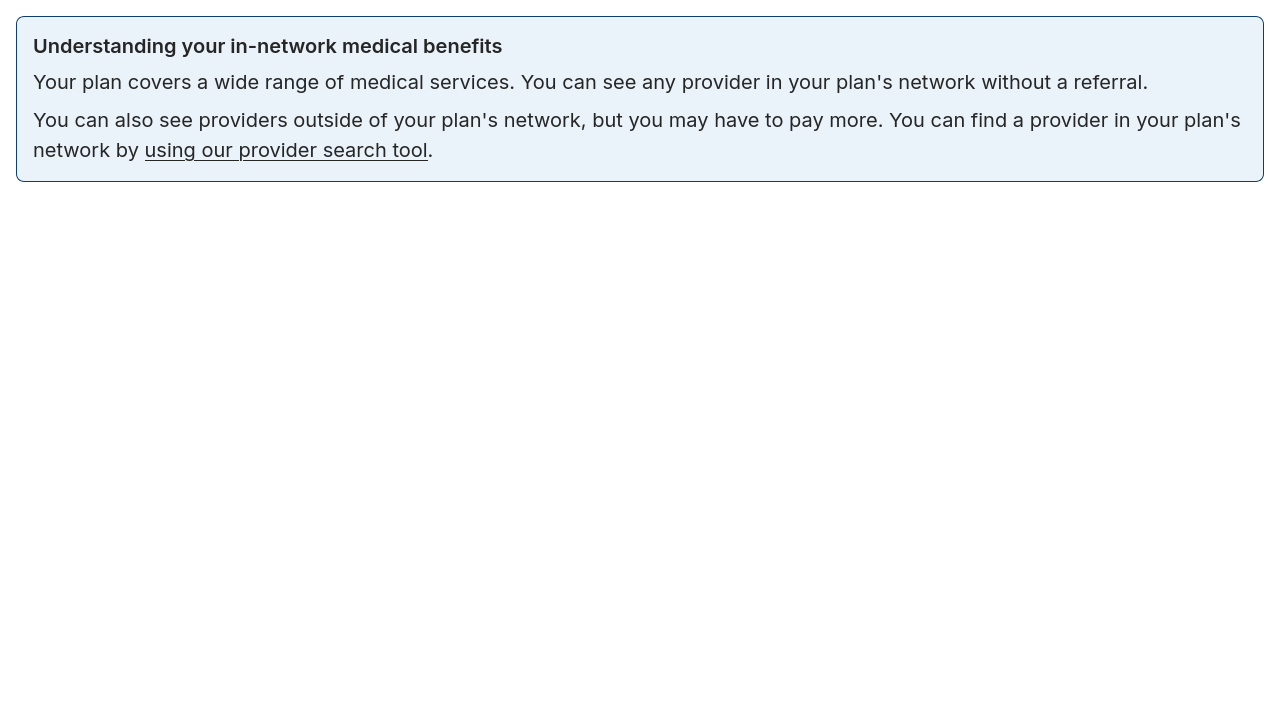 Understanding your in-network medical benefits
Your plan covers a wide range of medical services. You can see any provider in your plan's network without a referral.
You can also see providers outside of your plan's network, but you may have to pay more. You can find a provider in your plan's
network by using our provider search tool.